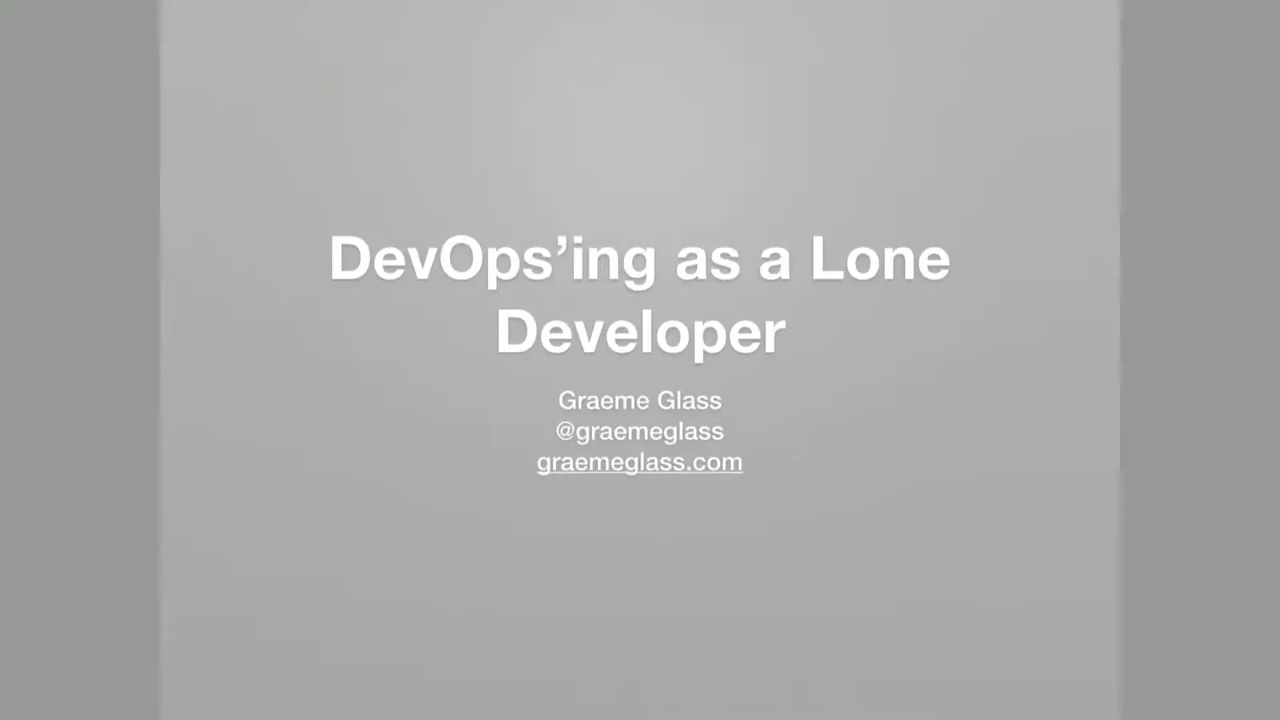 DevOps’ing as a Lone
Developer
Graeme Glass
@graemeglass
graemeglass.com